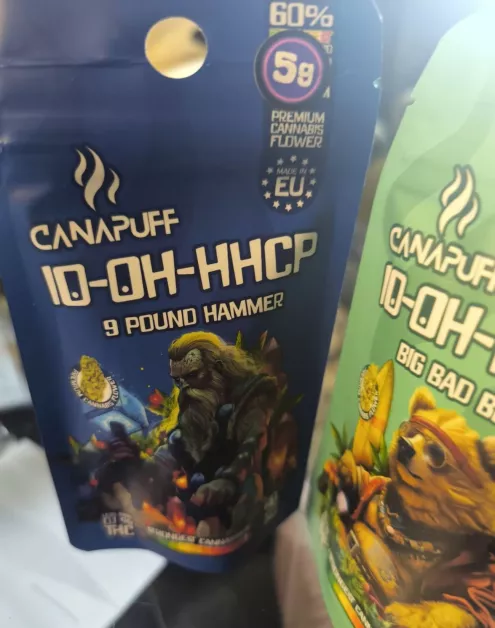 60%
5g
PREMIUM
CANNABIS
FLOWER
MADE IN
EU
CANAPUFF
10-OH-HHCP
9 POUND HAMMER
THC
CANAPUF
10-OH-
BIG BAD B